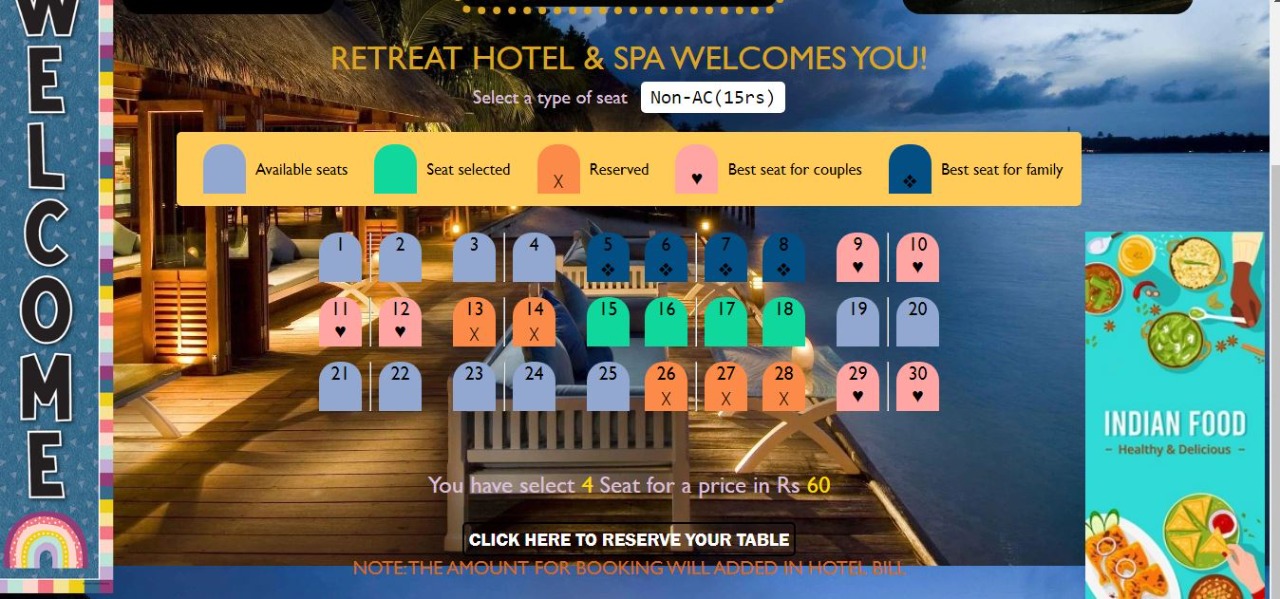 WELCOME
RETREAT HOTEL & SPA WELCOMES YOU!
Select a type of seat Non-AC(15rs)
Available seats Seat selected X Reserved ♥ Best seat for couples ❖ Best seat for family
1 2 3 4 5 6 7 8 9 10
❖ ❖ ❖ ❖ ♥ ♥
11 12 13 14 15 16 17 18 19 20
♥ ♥ X X
21 22 23 24 25 26 27 28 29 30
X X X ♥ ♥
You have select 4 Seat for a price in Rs 60
CLICK HERE TO RESERVE YOUR TABLE
NOTE:THE AMOUNT FOR BOOKING WILL ADDED IN HOTEL BILL.
INDIAN FOOD
- Healthy & Delicious -